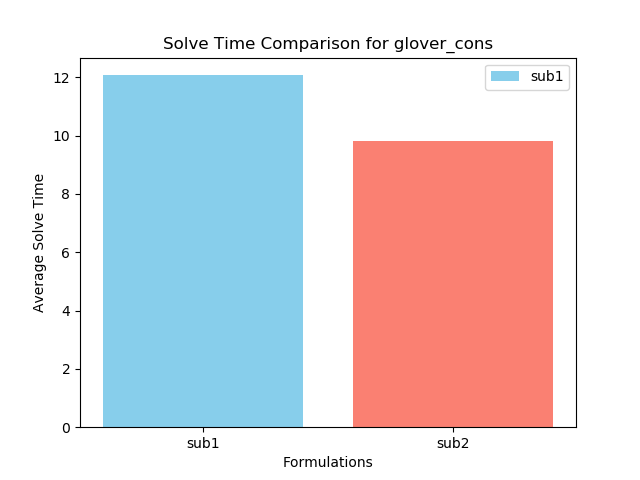 Solve Time Comparison for glover_cons
sub1
12
10
8
6
4
2
0
Average Solve Time
sub1
sub2
Formulations